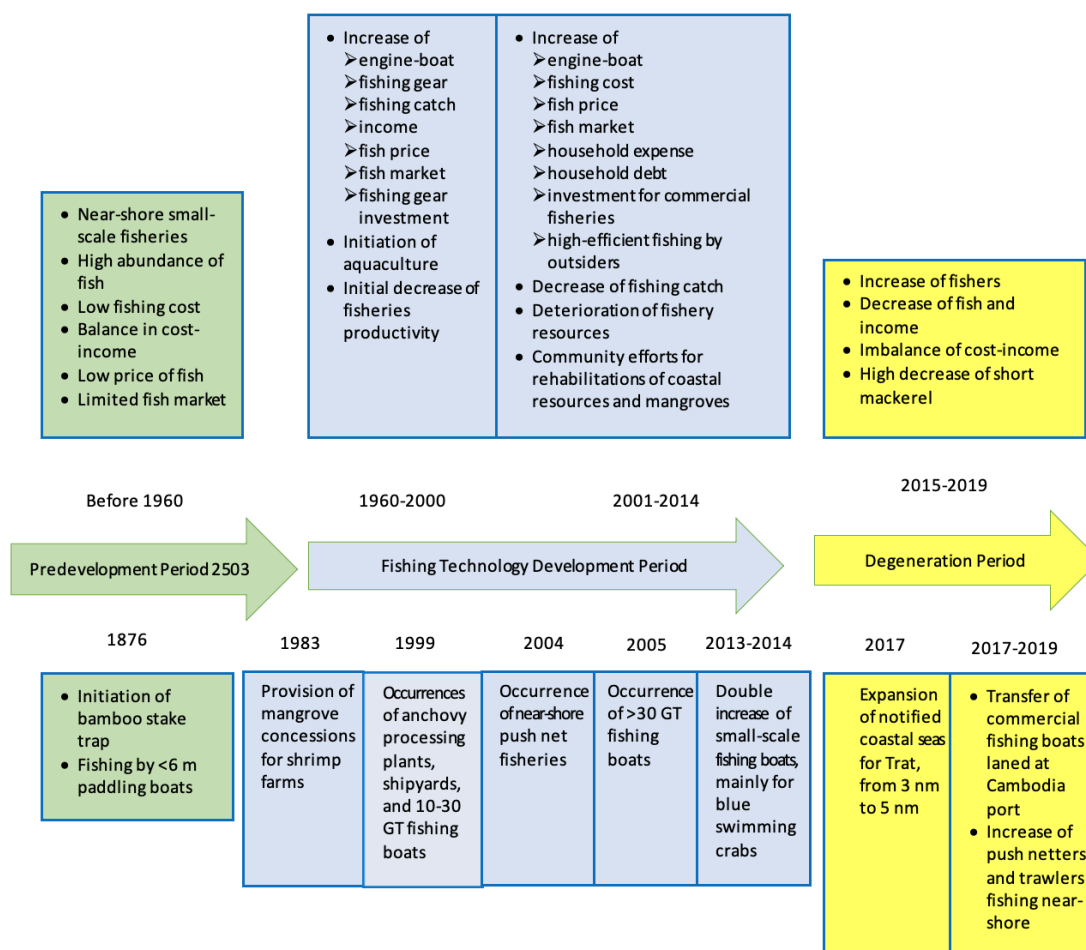 • Near-shore small-
scale fisheries
• High abundance of
fish
• Low fishing cost
• Balance in cost-
income
• Low price of fish
• Limited fish market
• Increase of
➢engine-boat
➢fishing gear
➢fishing catch
➢income
➢fish price
➢fish market
➢fishing gear
investment
• Initiation of
aquaculture
• Initial decrease of
fisheries
productivity
• Increase of
➢engine-boat
➢fishing cost
➢fish price
➢fish market
➢household expense
➢household debt
➢investment for commercial
fisheries
➢high-efficient fishing by
outsiders
• Decrease of fishing catch
• Deterioration of fishery
resources
• Community efforts for
rehabilitations of coastal
resources and mangroves
• Increase of fishers
• Decrease of fish and
income
• Imbalance of cost-income
• High decrease of short
mackerel
Before 1960
1960-2000
2001-2014
2015-2019
Predevelopment Period 2503
Fishing Technology Development Period
Degeneration Period
1876
• Initiation of
bamboo stake
trap
• Fishing by <6 m
paddling boats
1983
Provision of
mangrove
concessions
for shrimp
farms
1999
Occurrences
of anchovy
processing
plants,
shipyards,
and 10-30
GT fishing
boats
2004
Occurrence
of near-shore
push net
fisheries
2005
Occurrence
of >30 GT
fishing
boats
2013-2014
Double
increase of
small-scale
fishing boats,
mainly for
blue
swimming
crabs
2017
Expansion
of notified
coastal seas
for Trat,
from 3 nm
to 5 nm
2017-2019
• Transfer of
commercial
fishing boats
laned at
Cambodia
port
• Increase of
push netters
and trawlers
fishing near-
shore